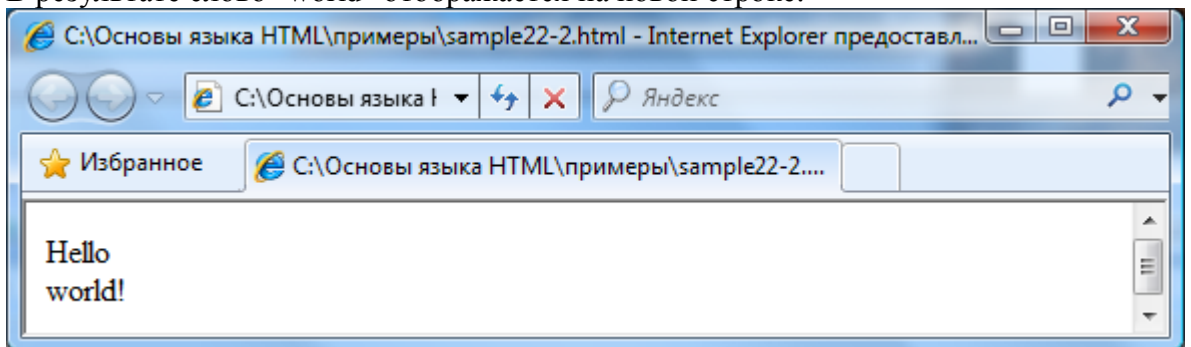 В результате слово "world" отображается на новой строке.
C:\Основы языка HTML\примеры\sample22-2.html - Internet Explorer предоставл...
C:\Основы языка Н
Яндекс
Избранное
C:\Основы языка HTML\примеры\sample22-2....
Hello
world!